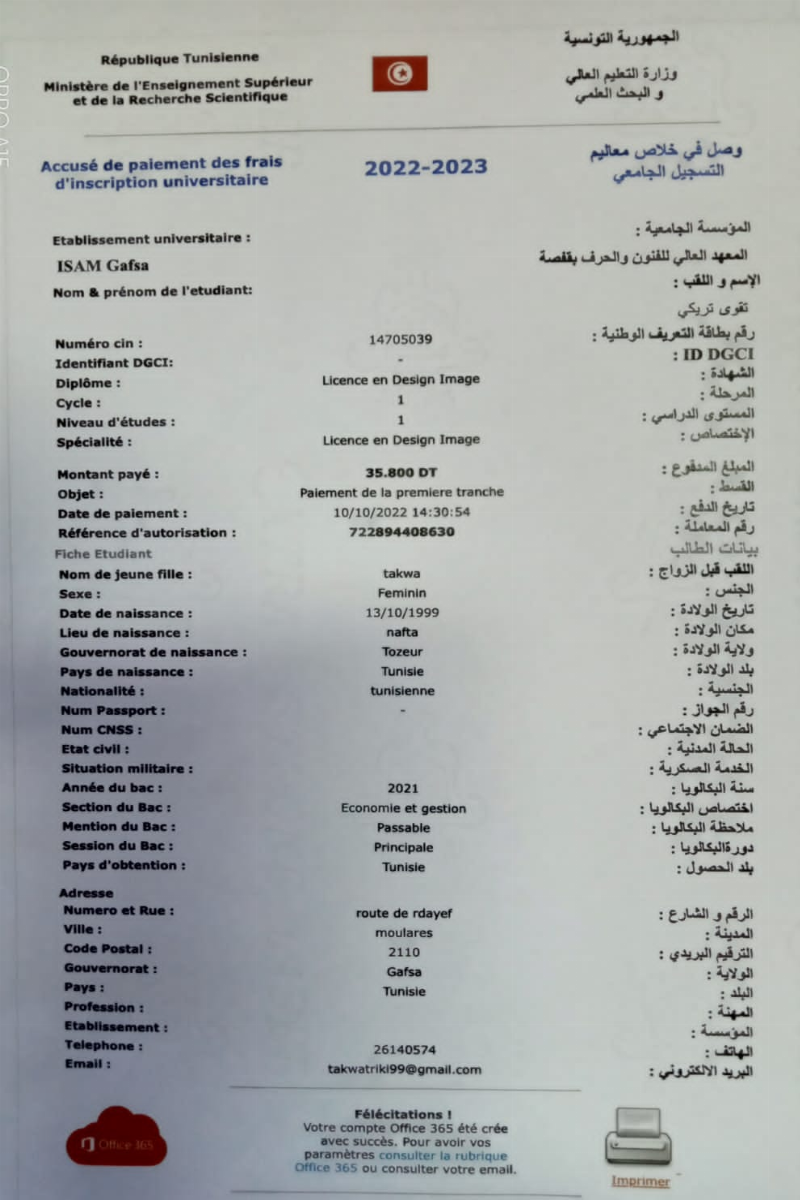 République Tunisienne
Ministère de l'Enseignement Supérieur
et de la Recherche Scientifique
الجمهورية التونسية
وزارة التعليم العالي
و البحث العلمي
Accusé de paiement des frais
d'inscription universitaire
2022-2023
وصل في خلاص معاليم
التسجيل الجامعي
Etablissement universitaire : المؤسسة الجامعية :
ISAM Gafsa المعهد العالي للفنون والحرف بقفصة
Nom & prénom de l'etudiant: الإسم و اللقب :
تقوى تريكي
Numéro cin : 14705039 رقم بطاقة التعريف الوطنية :
Identifiant DGCI: - ID DGCI :
Diplôme : Licence en Design Image الشهادة :
Cycle : 1 المرحلة :
Niveau d'études : 1 المستوى الدراسي :
Spécialité : Licence en Design Image الإختصاص :
Montant payé : 35.800 DT المبلغ المدفوع :
Objet : Paiement de la premiere tranche القسط :
Date de paiement : 10/10/2022 14:30:54 تاريخ الدفع :
Référence d'autorisation : 722894408630 رقم المعاملة :
Fiche Etudiant بيانات الطالب
Nom de jeune fille : takwa اللقب قبل الزواج :
Sexe : Feminin الجنس :
Date de naissance : 13/10/1999 تاريخ الولادة :
Lieu de naissance : nafta مكان الولادة :
Gouvernorat de naissance : Tozeur ولاية الولادة :
Pays de naissance : Tunisie بلد الولادة :
Nationalité : tunisienne الجنسية :
Num Passport : - رقم الجواز :
Num CNSS : الضمان الاجتماعي :
Etat civil : الحالة المدنية :
Situation militaire : الخدمة العسكرية :
Année du bac : 2021 سنة البكالويا :
Section du Bac : Economie et gestion اختصاص البكالويا :
Mention du Bac : Passable ملاحظة البكالويا :
Session du Bac : Principale دورةالبكالويا :
Pays d'obtention : Tunisie بلد الحصول :
Adresse
Numero et Rue : route de rdayef الرقم و الشارع :
Ville : moulares المدينة :
Code Postal : 2110 الترقيم البريدي :
Gouvernorat : Gafsa الولاية :
Pays : Tunisie البلد :
Profession : المهنة :
Etablissement : المؤسسة :
Telephone : 26140574 الهاتف :
Email : takwatriki99@gmail.com البريد الالكتروني :
Office 365
Félécitations !
Votre compte Office 365 été crée
avec succès. Pour avoir vos
paramètres consulter la rubrique
Office 365 ou consulter votre email.
Imprimer